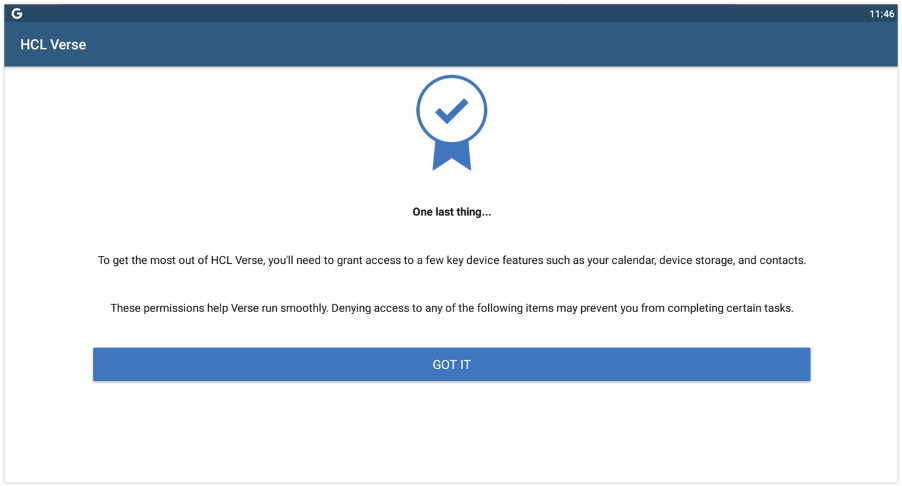 G 11:46
HCL Verse
One last thing...
To get the most out of HCL Verse, you'll need to grant access to a few key device features such as your calendar, device storage, and contacts.
These permissions help Verse run smoothly. Denying access to any of the following items may prevent you from completing certain tasks.
GOT IT